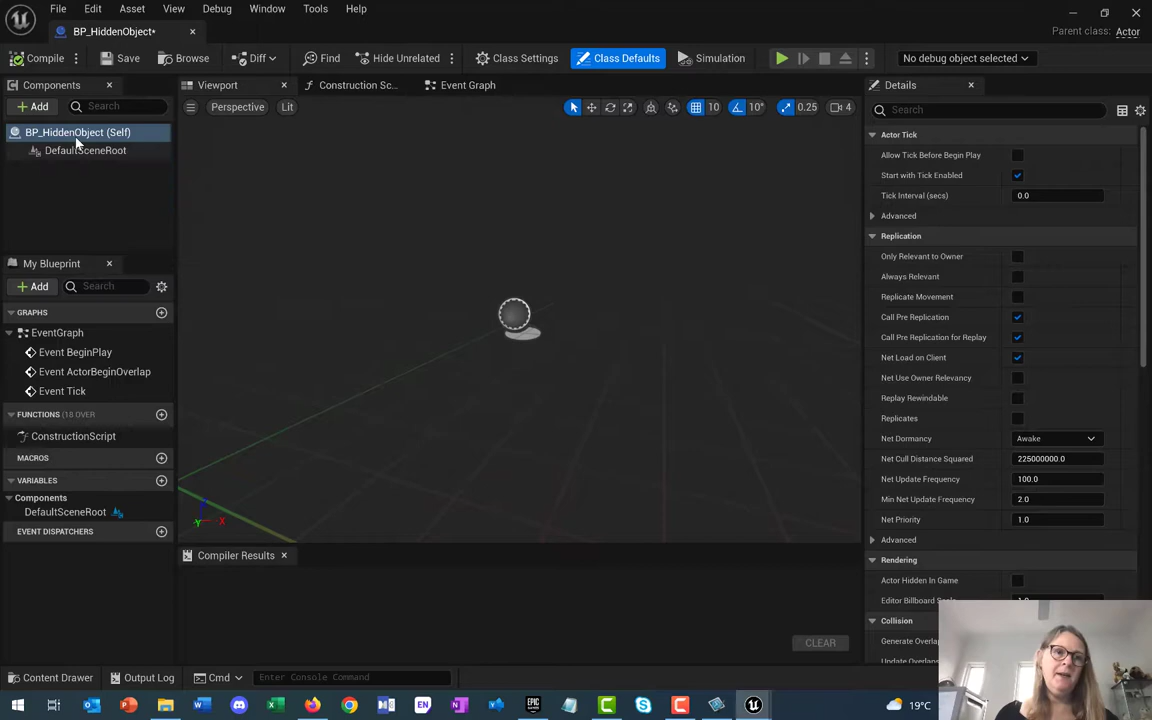 File Edit Asset View Debug Window Tools Help
BP_HiddenObject*
Parent class: Actor
Compile Save Browse Diff Find Hide Unrelated Class Settings Class Defaults Simulation No debug object selected
Components
Add Search
BP_HiddenObject (Self)
DefaultSceneRoot
My Blueprint
Add Search
GRAPHS
EventGraph
Event BeginPlay
Event ActorBeginOverlap
Event Tick
FUNCTIONS (18 OVER
ConstructionScript
MACROS
VARIABLES
Components
DefaultSceneRoot
EVENT DISPATCHERS
Viewport Construction Sc... Event Graph
Perspective Lit 10 10° 0.25 4
X
Y
Compiler Results
CLEAR
Details
Search
Actor Tick
Allow Tick Before Begin Play
Start with Tick Enabled
Tick Interval (secs) 0.0
Advanced
Replication
Only Relevant to Owner
Always Relevant
Replicate Movement
Call Pre Replication
Call Pre Replication for Replay
Net Load on Client
Net Use Owner Relevancy
Replay Rewindable
Replicates
Net Dormancy Awake
Net Cull Distance Squared 225000000.0
Net Update Frequency 100.0
Min Net Update Frequency 2.0
Net Priority 1.0
Advanced
Rendering
Actor Hidden In Game
Editor Billboard
Collision
Generate
Content Drawer Output Log Cmd Enter Console Command
EN EPIC 19°C